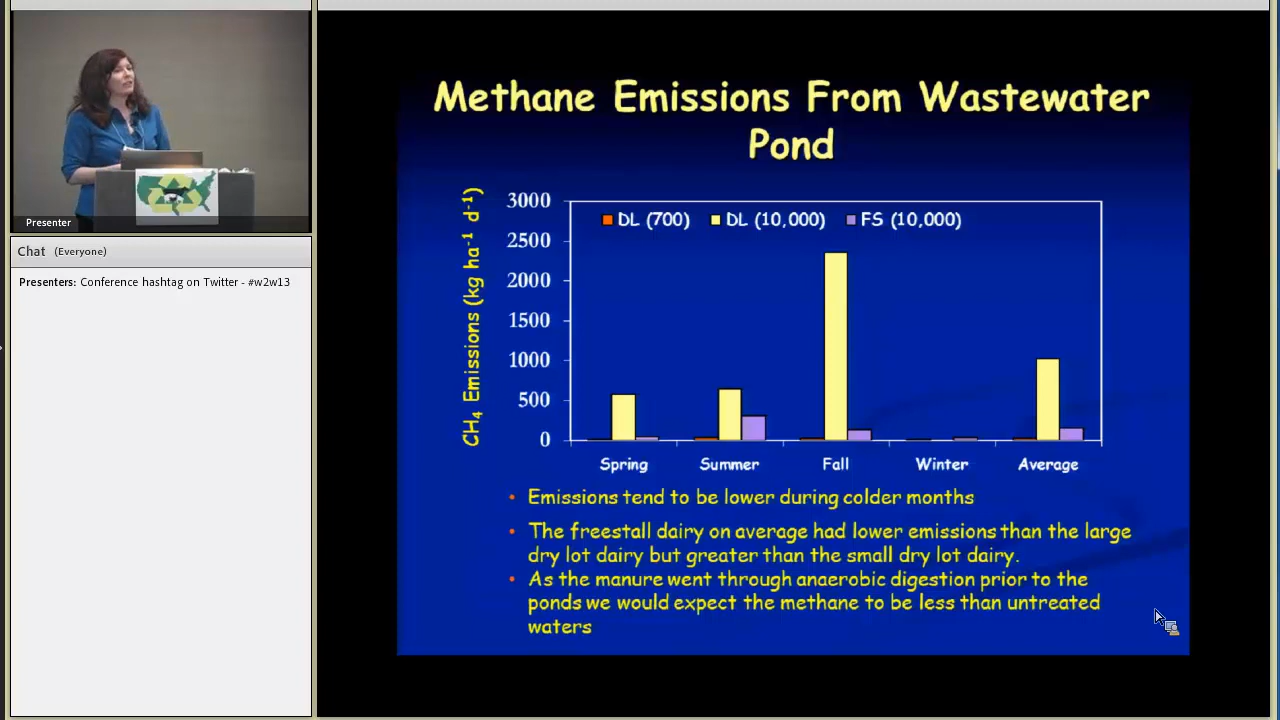 Presenter
Chat (Everyone)
Presenters: Conference hashtag on Twitter - #w2w13
Methane Emissions From Wastewater
Pond
CH₄ Emissions (kg ha⁻¹ d⁻¹)
3000
2500
2000
1500
1000
500
0
DL (700) DL (10,000) FS (10,000)
Spring Summer Fall Winter Average
• Emissions tend to be lower during colder months
• The freestall dairy on average had lower emissions than the large
dry lot dairy but greater than the small dry lot dairy.
• As the manure went through anaerobic digestion prior to the
ponds we would expect the methane to be less than untreated
waters